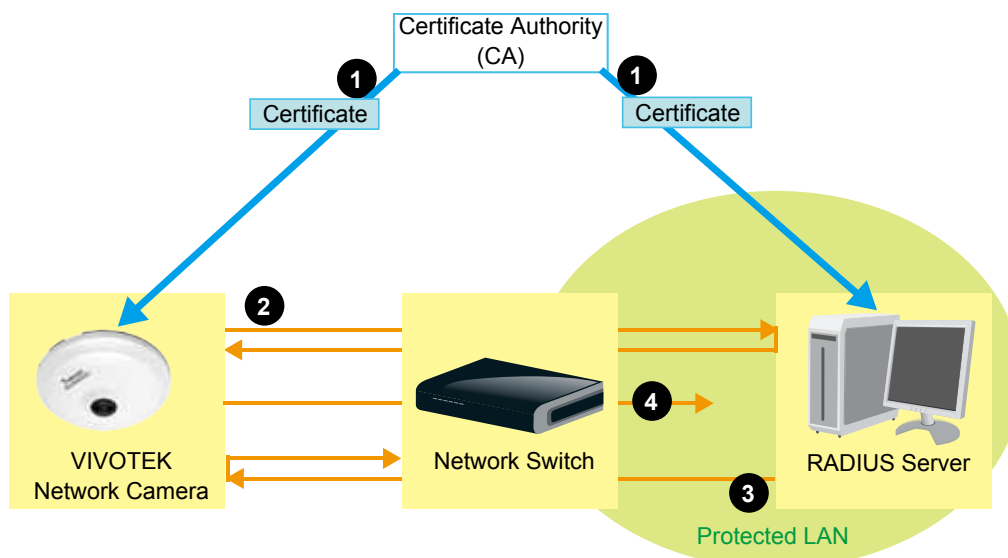 Certificate Authority
(CA)
1
1
Certificate
Certificate
2
4
VIVOTEK
Network Camera
Network Switch
RADIUS Server
3
Protected LAN